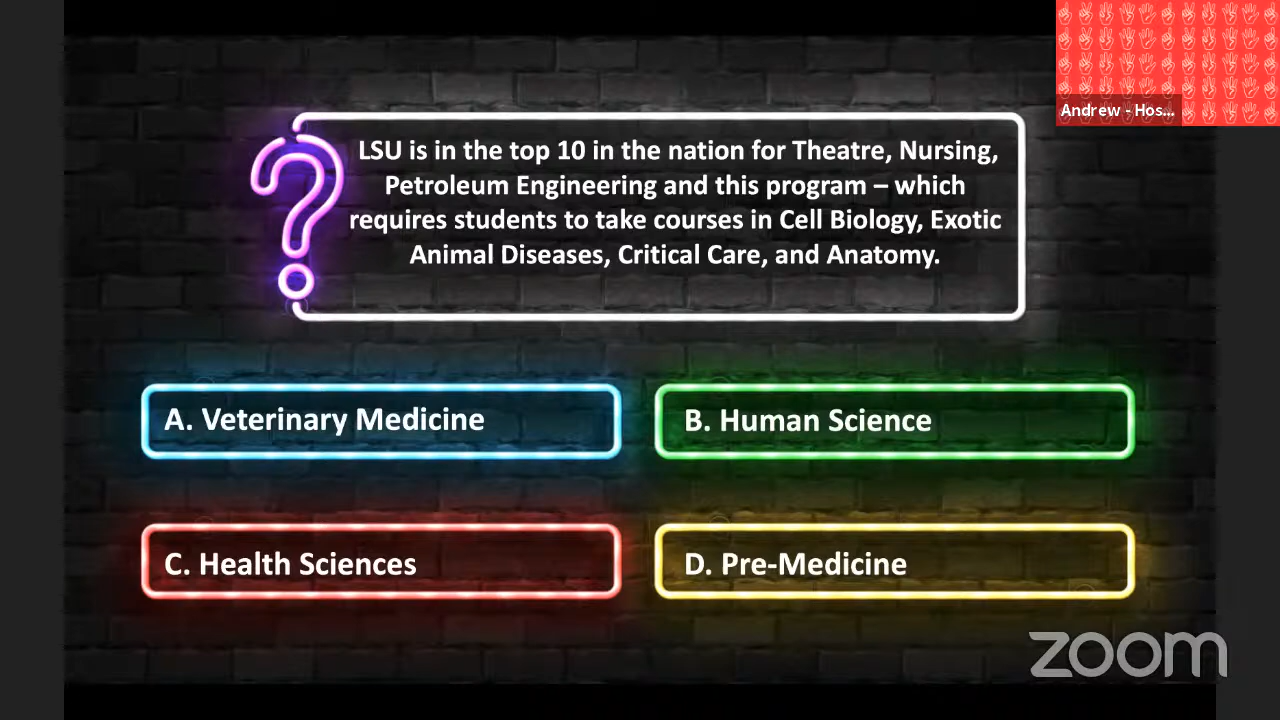 Andrew - Hos...
LSU is in the top 10 in the nation for Theatre, Nursing,
Petroleum Engineering and this program – which
requires students to take courses in Cell Biology, Exotic
Animal Diseases, Critical Care, and Anatomy.
A. Veterinary Medicine
B. Human Science
C. Health Sciences
D. Pre-Medicine
zoom